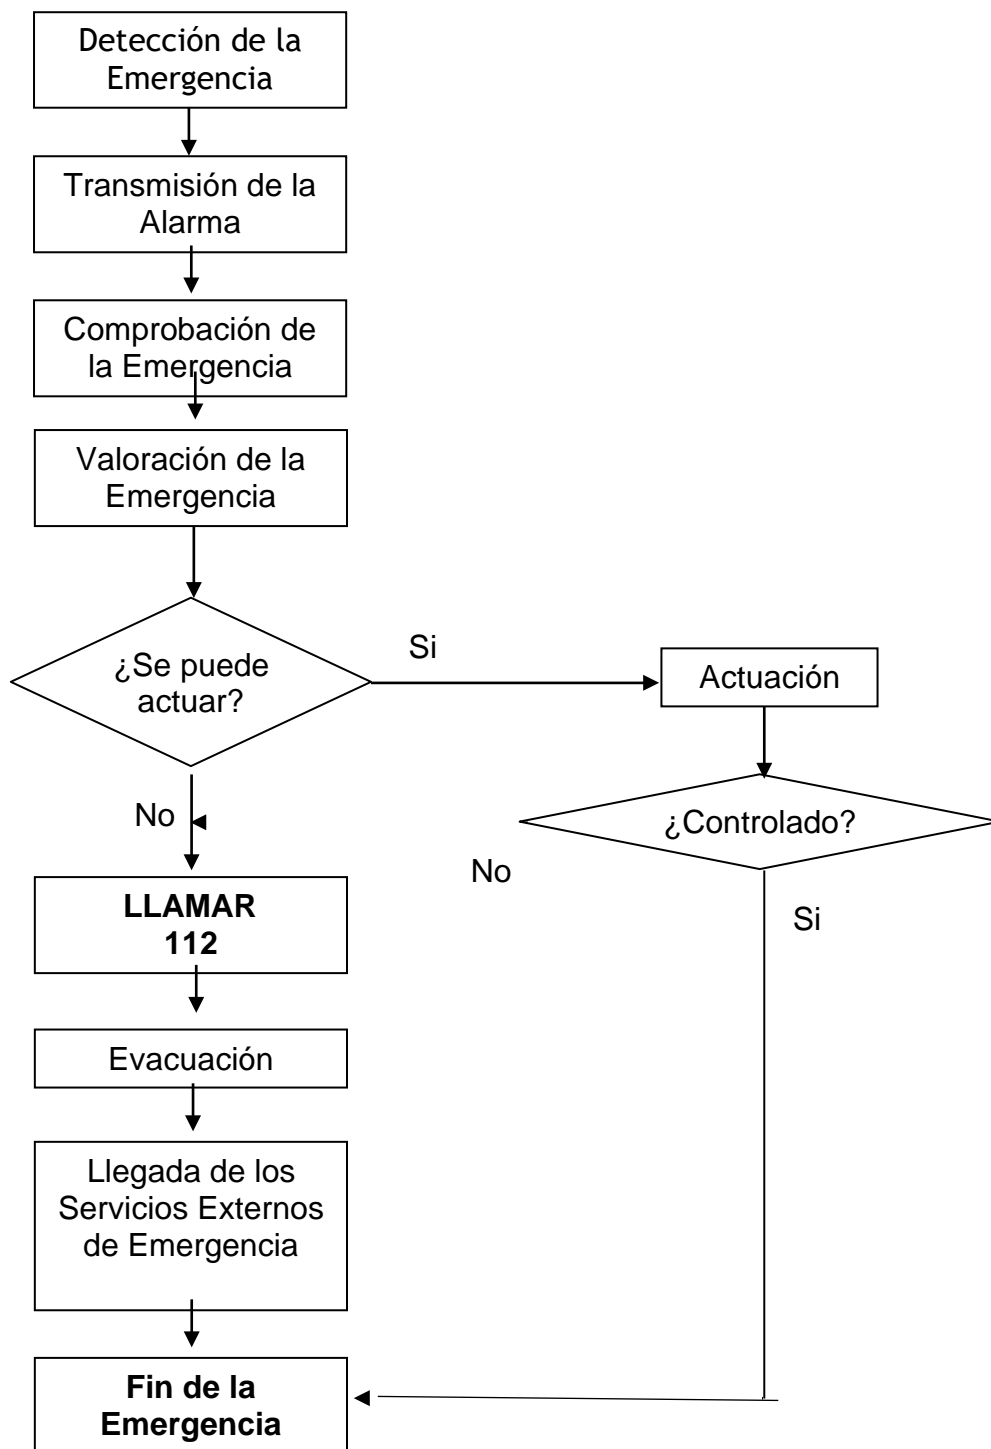 Detección de la
Emergencia
Transmisión de la
Alarma
Comprobación de
la Emergencia
Valoración de la
Emergencia
¿Se puede
actuar?
Si
Actuación
No
¿Controlado?
No
Si
LLAMAR
112
Evacuación
Llegada de los
Servicios Externos
de Emergencia
Fin de la
Emergencia